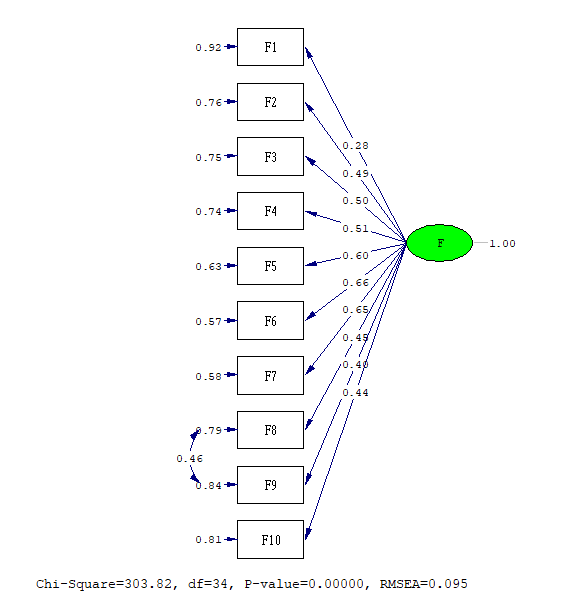 0.92 F1
0.76 F2
0.28
0.49
0.75 F3
0.50
0.74 F4
0.51
F 1.00
0.60
0.63 F5
0.66
0.65
0.57 F6
0.45
0.40
0.58 F7
0.44
0.79 F8
0.46
0.84 F9
0.81 F10
Chi-Square=303.82, df=34, P-value=0.00000, RMSEA=0.095